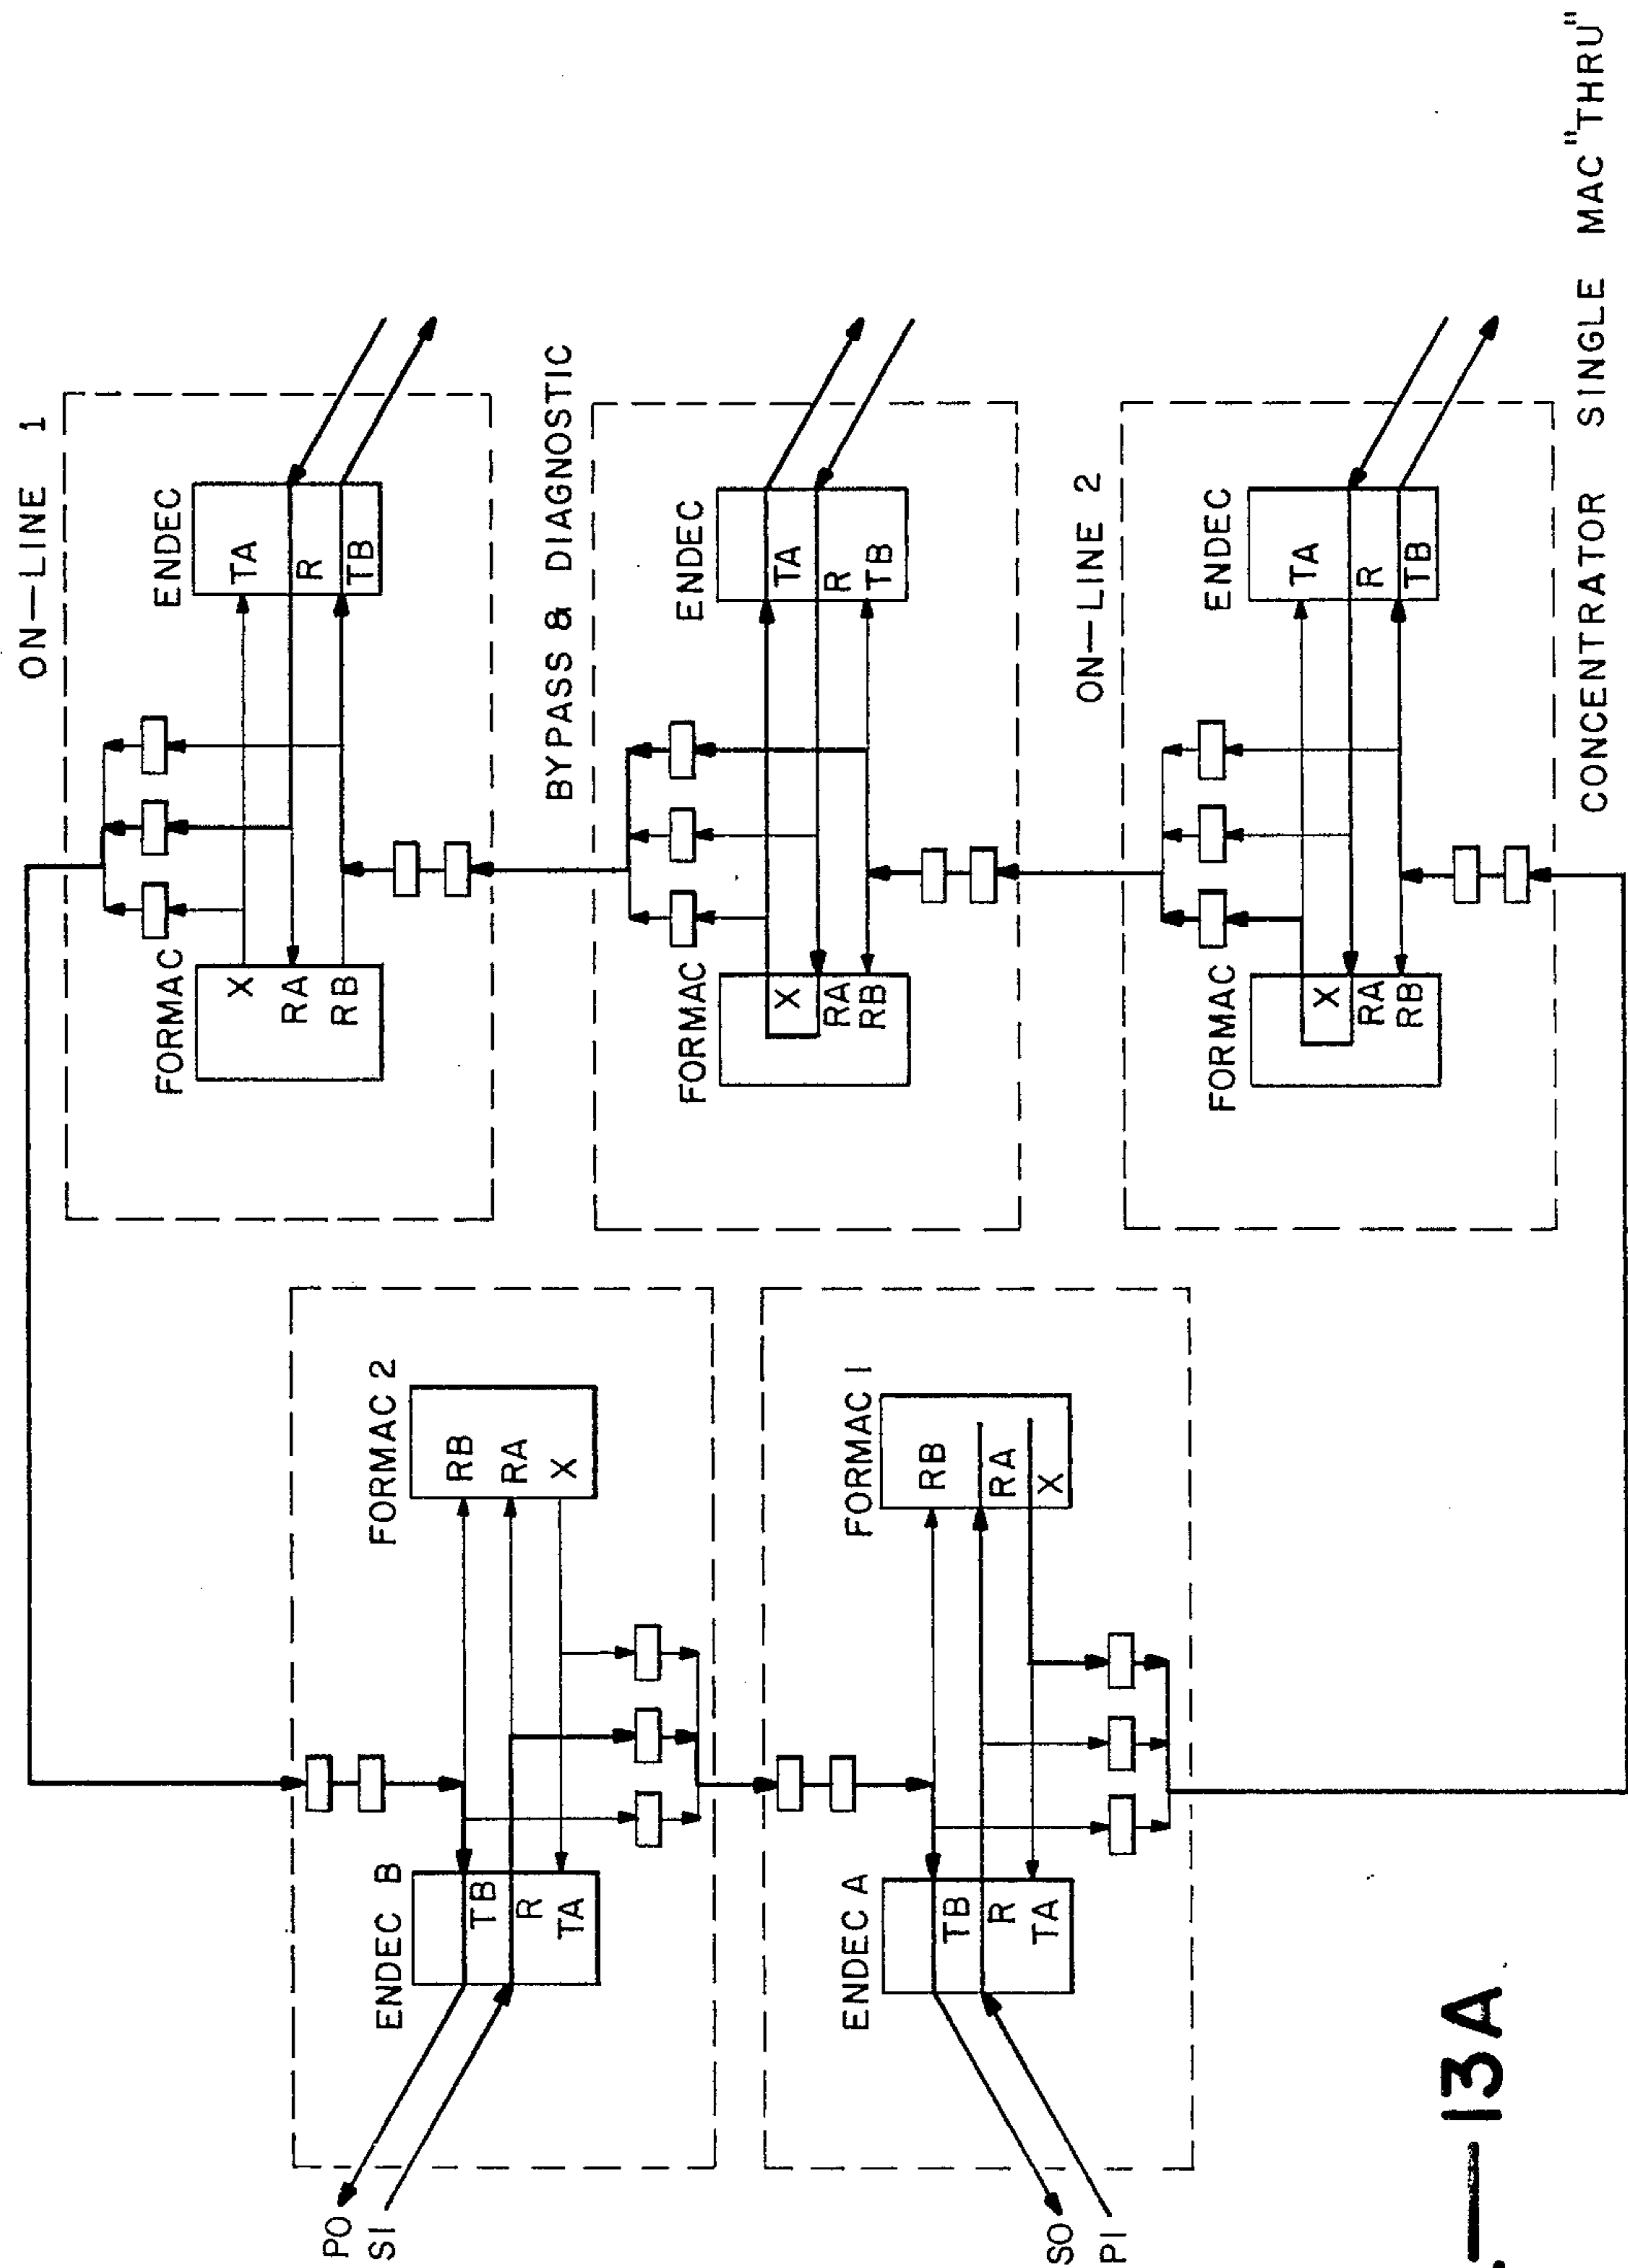 PO
SI
ENDEC B
TB
R
TA
FORMAC 2
RB
RA
X
SO
PI
ENDEC A
TB
R
TA
FORMAC 1
RB
RA
X
ON—LINE 1
FORMAC
X
RA
RB
ENDEC
TA
R
TB
BYPASS & DIAGNOSTIC
FORMAC
X
RA
RB
ENDEC
TA
R
TB
ON—LINE 2
FORMAC
X
RA
RB
ENDEC
TA
R
TB
CONCENTRATOR SINGLE MAC "THRU"
—13A